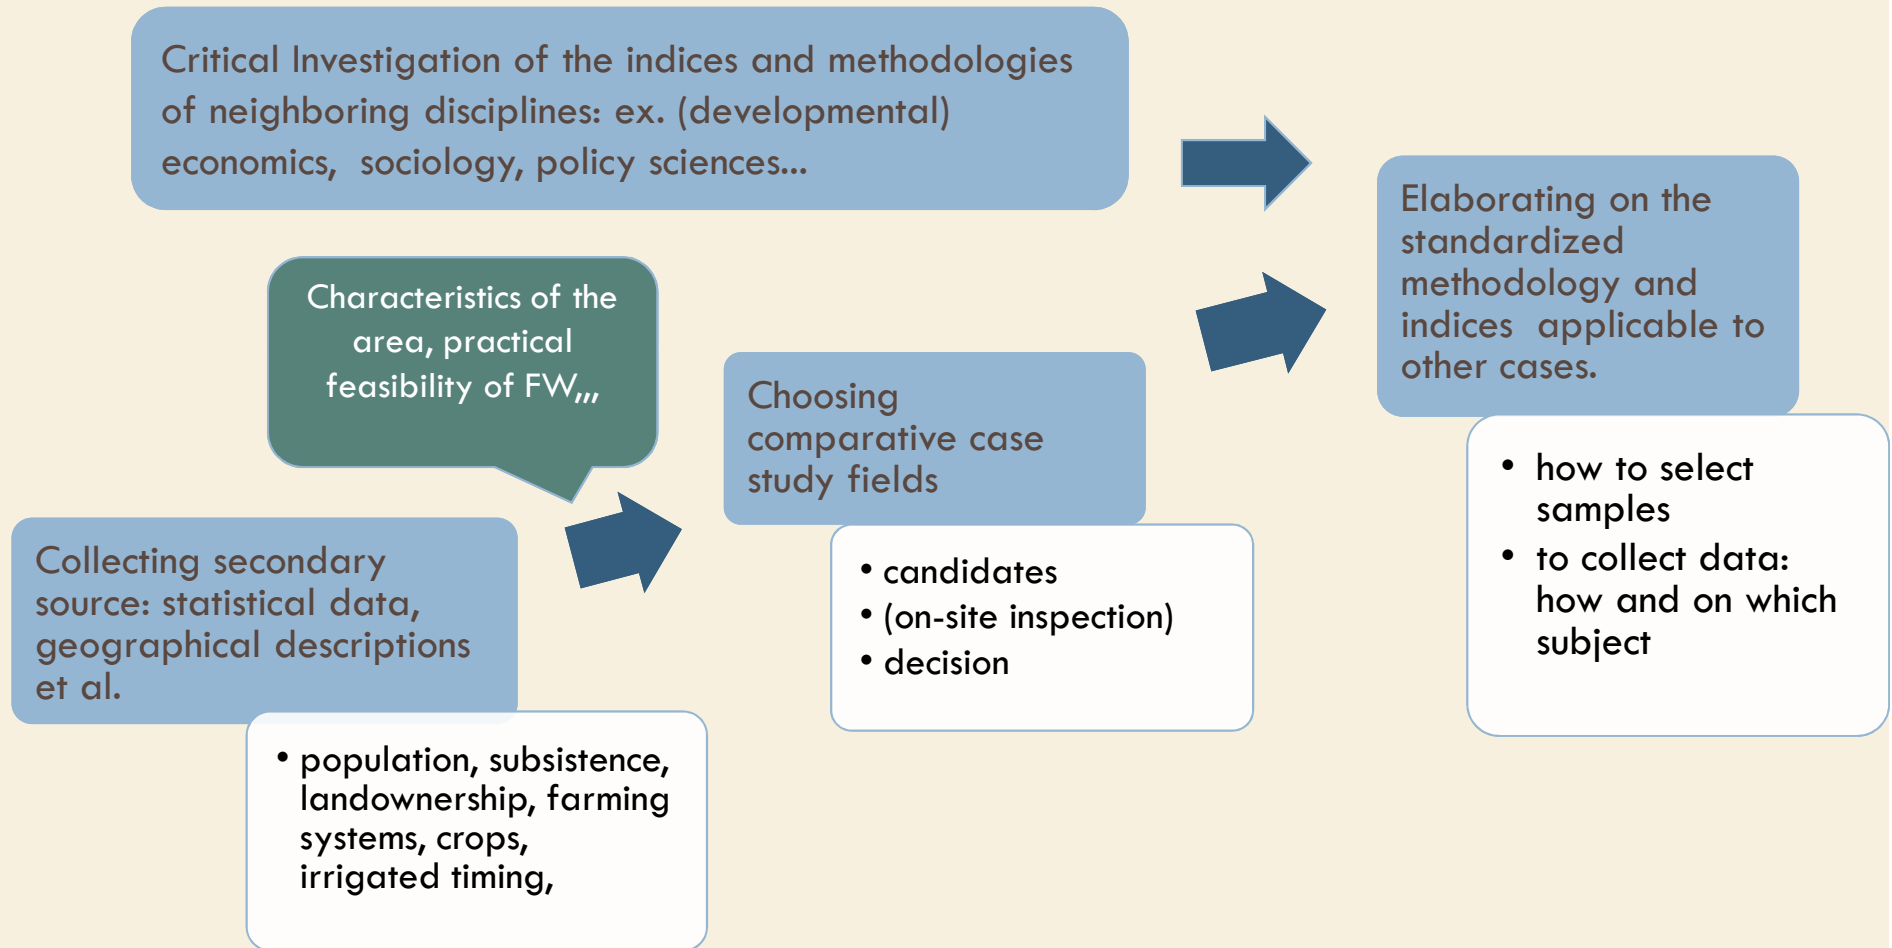 Critical Investigation of the indices and methodologies
of neighboring disciplines: ex. (developmental)
economics,  sociology, policy sciences...
Characteristics of the
area, practical
feasibility of FW,,,
Collecting secondary
source: statistical data,
geographical descriptions
et al.
• population, subsistence,
landownership, farming
systems, crops,
irrigated timing,
Choosing
comparative case
study fields
• candidates
• (on-site inspection)
• decision
Elaborating on the
standardized
methodology and
indices  applicable to
other cases.
• how to select
samples
• to collect data:
how and on which
subject